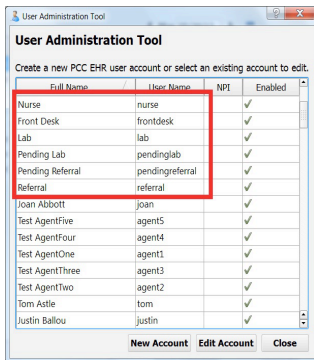 User Administration Tool
User Administration Tool
Create a new PCC EHR user account or select an existing account to edit.
Full Name User Name NPI Enabled
Nurse nurse
Front Desk frontdesk
Lab lab
Pending Lab pendinglab
Pending Referral pendingreferral
Referral referral
Joan Abbott joan
Test AgentFive agent5
Test AgentFour agent4
Test AgentOne agent1
Test AgentThree agent3
Test AgentTwo agent2
Tom Astle tom
Justin Ballou justin
New Account Edit Account Close